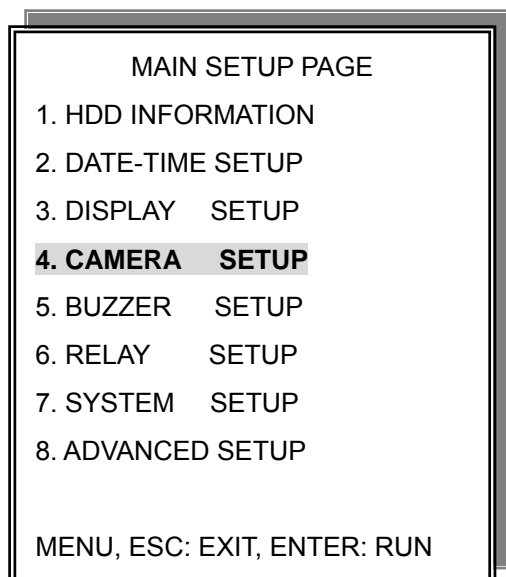 MAIN SETUP PAGE
1. HDD INFORMATION
2. DATE-TIME SETUP
3. DISPLAY SETUP
4. CAMERA SETUP
5. BUZZER SETUP
6. RELAY SETUP
7. SYSTEM SETUP
8. ADVANCED SETUP
MENU, ESC: EXIT, ENTER: RUN